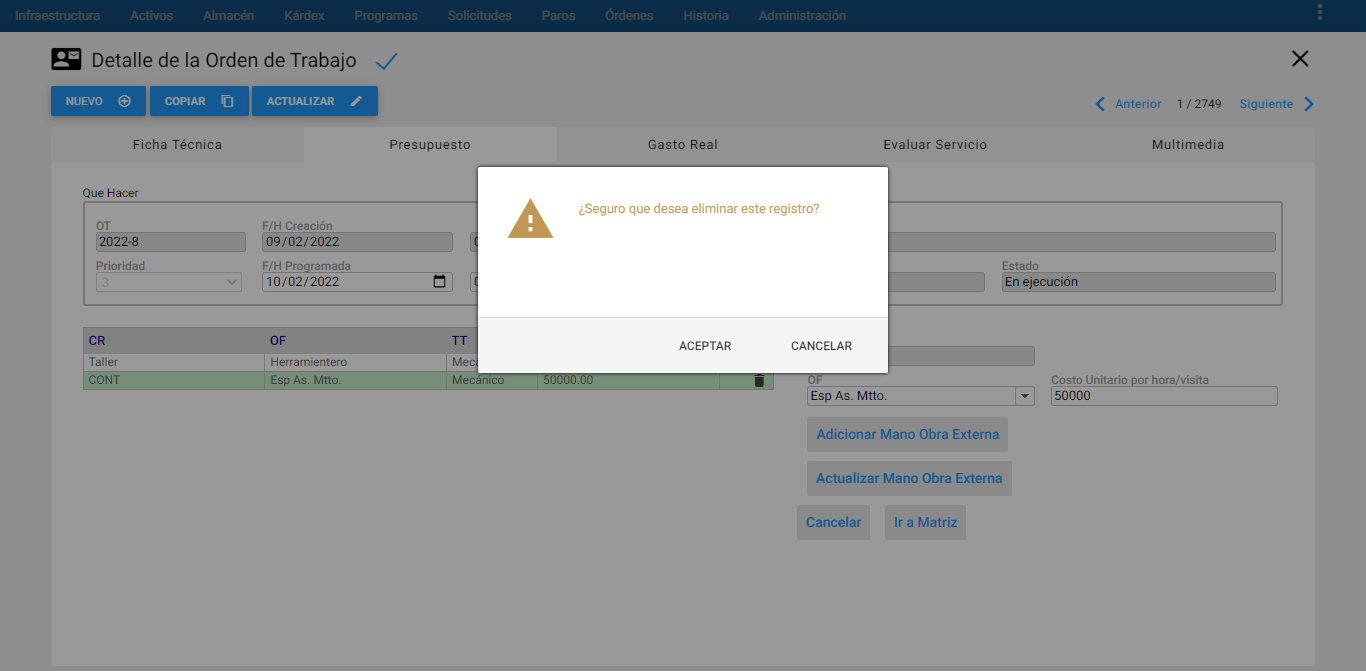 Infraestructura Activos Almacén Kárdex Programas Solicitudes Paros Órdenes Historia Administración
Detalle de la Orden de Trabajo
NUEVO COPIAR ACTUALIZAR
Anterior 1 / 2749 Siguiente
Ficha Técnica Presupuesto Gasto Real Evaluar Servicio Multimedia
Que Hacer
¿Seguro que desea eliminar este registro?
OT F/H Creación
2022-8 09/02/2022
Prioridad F/H Programada Estado
3 10/02/2022 En ejecución
CR OF TT
ACEPTAR CANCELAR
Taller Herramientero
CONT Esp As. Mtto. Mecánico 50000.00
OF Costo Unitario por hora/visita
Esp As. Mtto. 50000
Adicionar Mano Obra Externa
Actualizar Mano Obra Externa
Cancelar Ir a Matriz